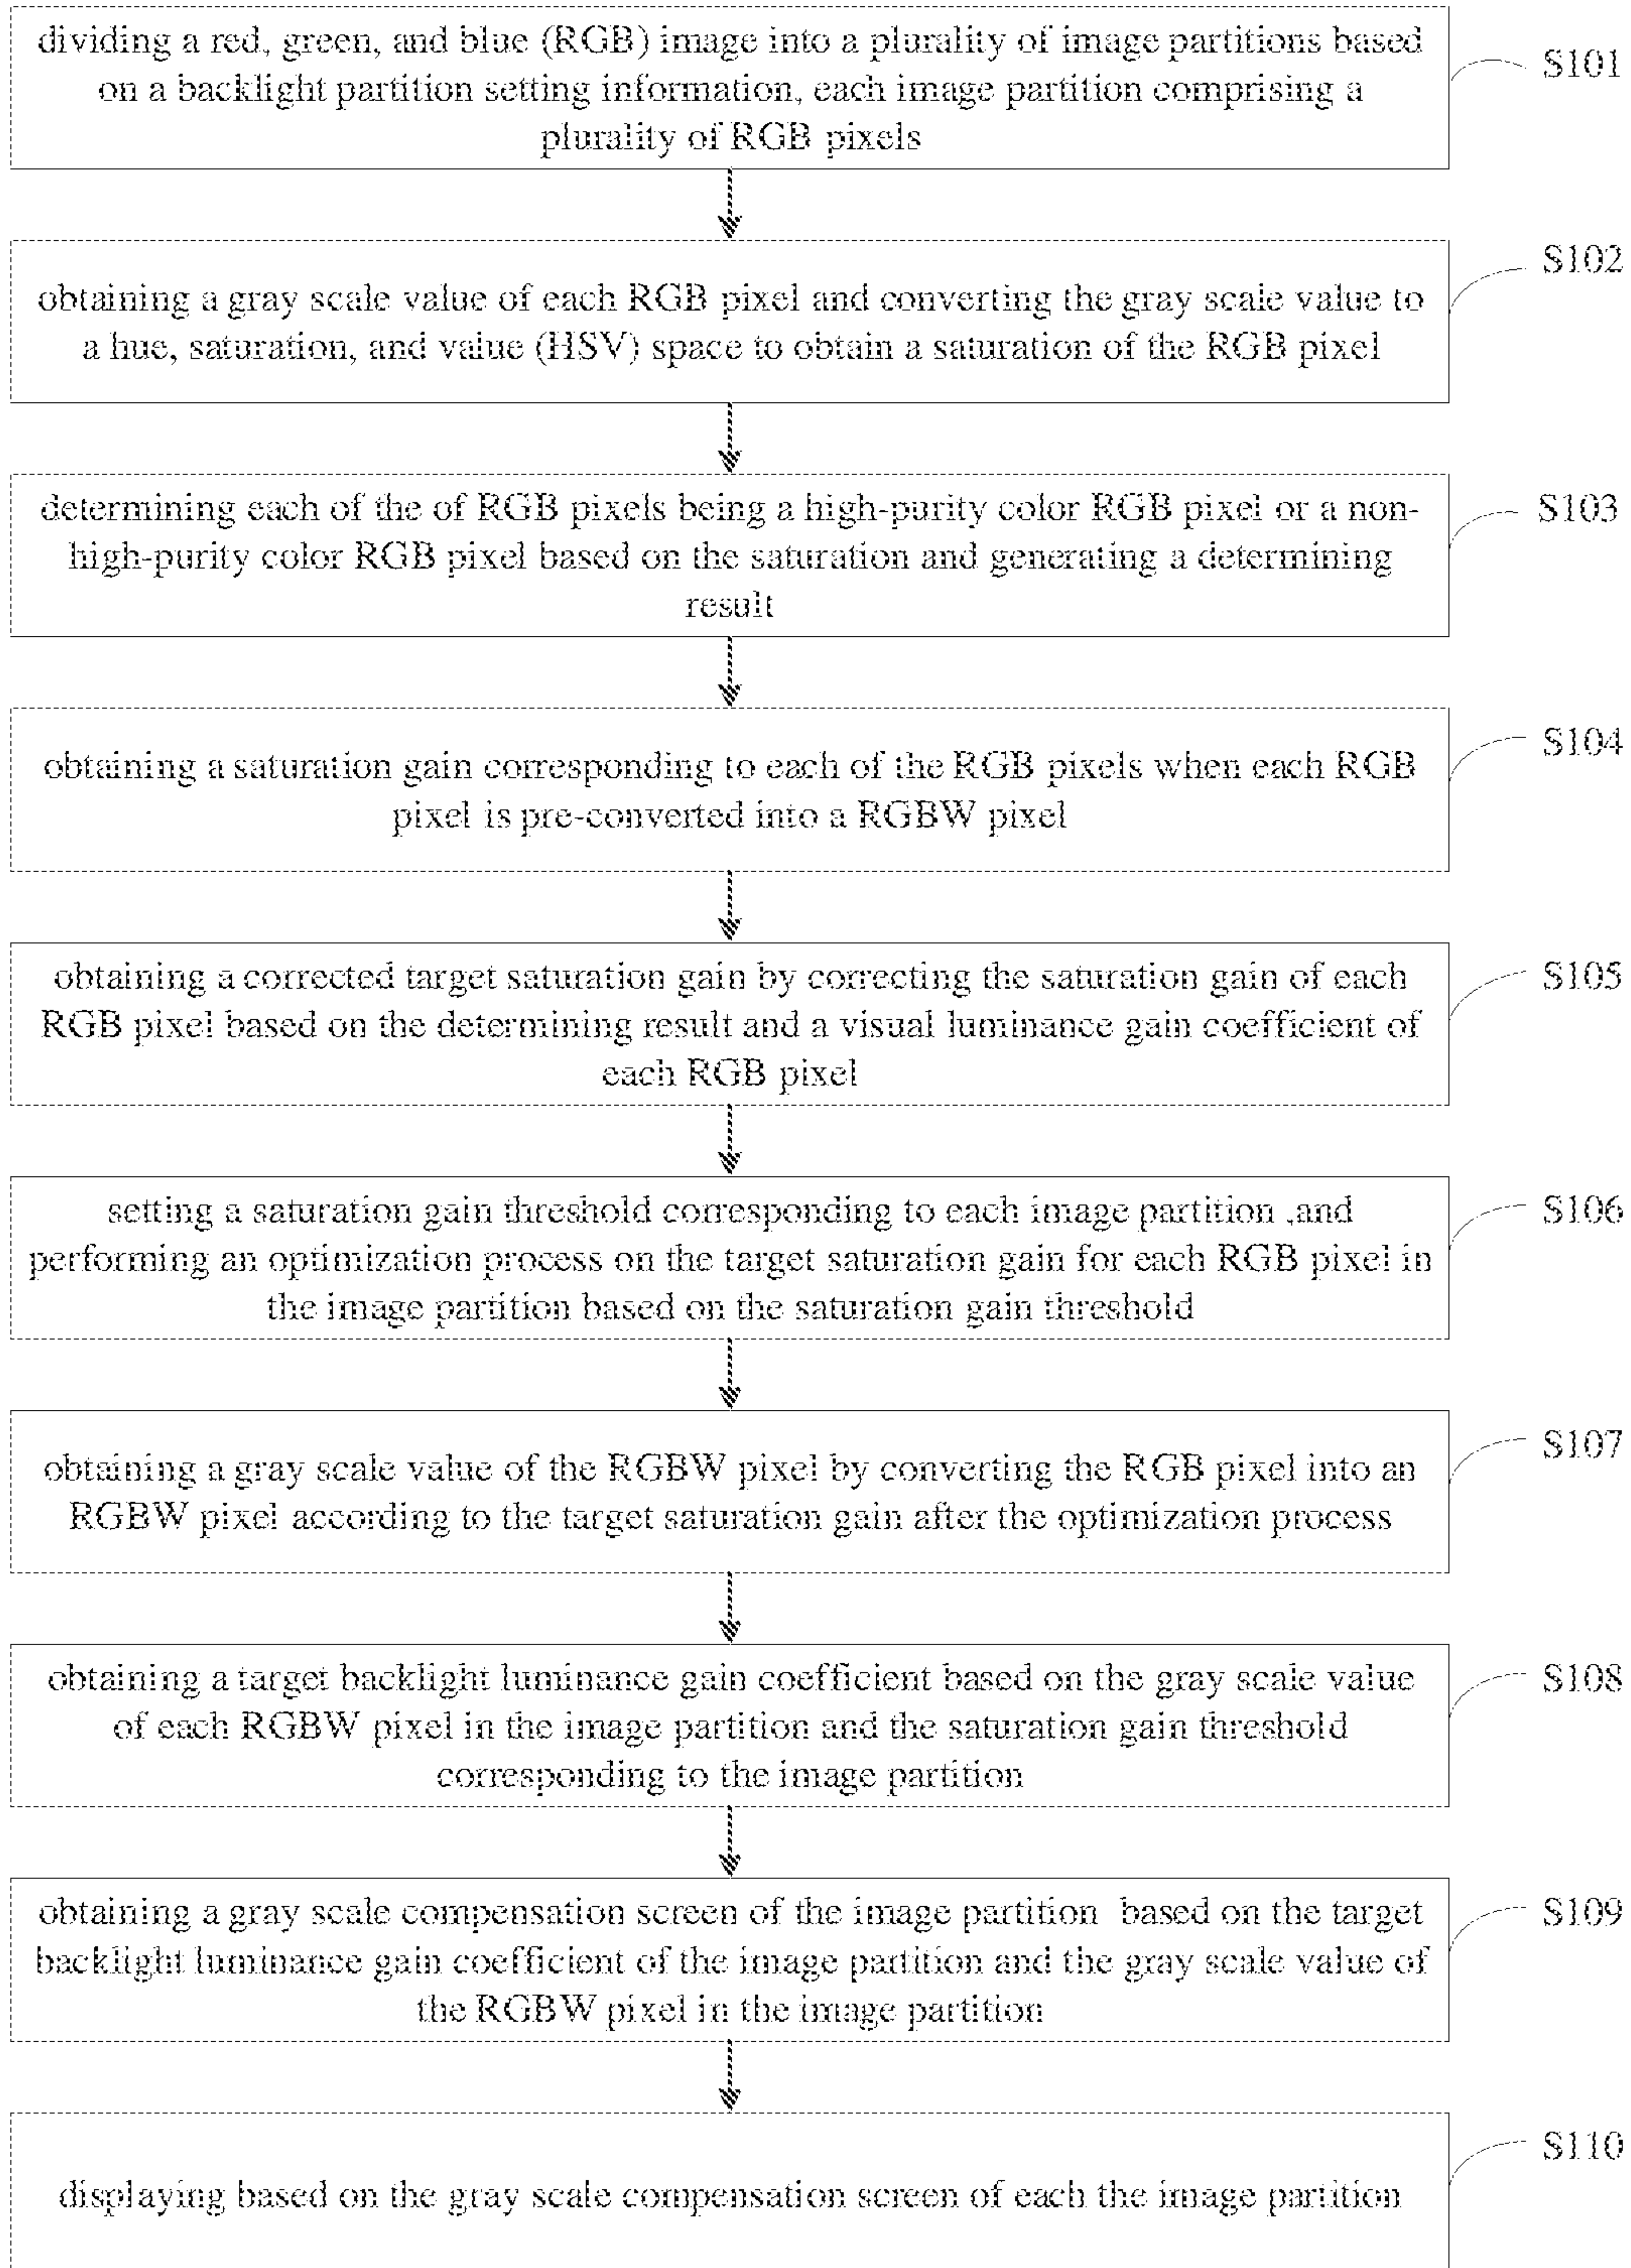 dividing a red, green, and blue (RGB) image into a plurality of image partitions based
on a backlight partition setting information, each image partition comprising a
plurality of RGB pixels
S101
obtaining a gray scale value of each RGB pixel and converting the gray scale value to
a hue, saturation, and value (HSV) space to obtain a saturation of the RGB pixel
S102
determining each of the of RGB pixels being a high-purity color RGB pixel or a non-
high-purity color RGB pixel based on the saturation and generating a determining
result
S103
obtaining a saturation gain corresponding to each of the RGB pixels when each RGB
pixel is pre-converted into a RGBW pixel
S104
obtaining a corrected target saturation gain by correcting the saturation gain of each
RGB pixel based on the determining result and a visual luminance gain coefficient of
each RGB pixel
S105
setting a saturation gain threshold corresponding to each image partition ,and
performing an optimization process on the target saturation gain for each RGB pixel in
the image partition based on the saturation gain threshold
S106
obtaining a gray scale value of the RGBW pixel by converting the RGB pixel into an
RGBW pixel according to the target saturation gain after the optimization process
S107
obtaining a target backlight luminance gain coefficient based on the gray scale value
of each RGBW pixel in the image partition and the saturation gain threshold
corresponding to the image partition
S108
obtaining a gray scale compensation screen of the image partition based on the target
backlight luminance gain coefficient of the image partition and the gray scale value of
the RGBW pixel in the image partition
S109
displaying based on the gray scale compensation screen of each the image partition
S110